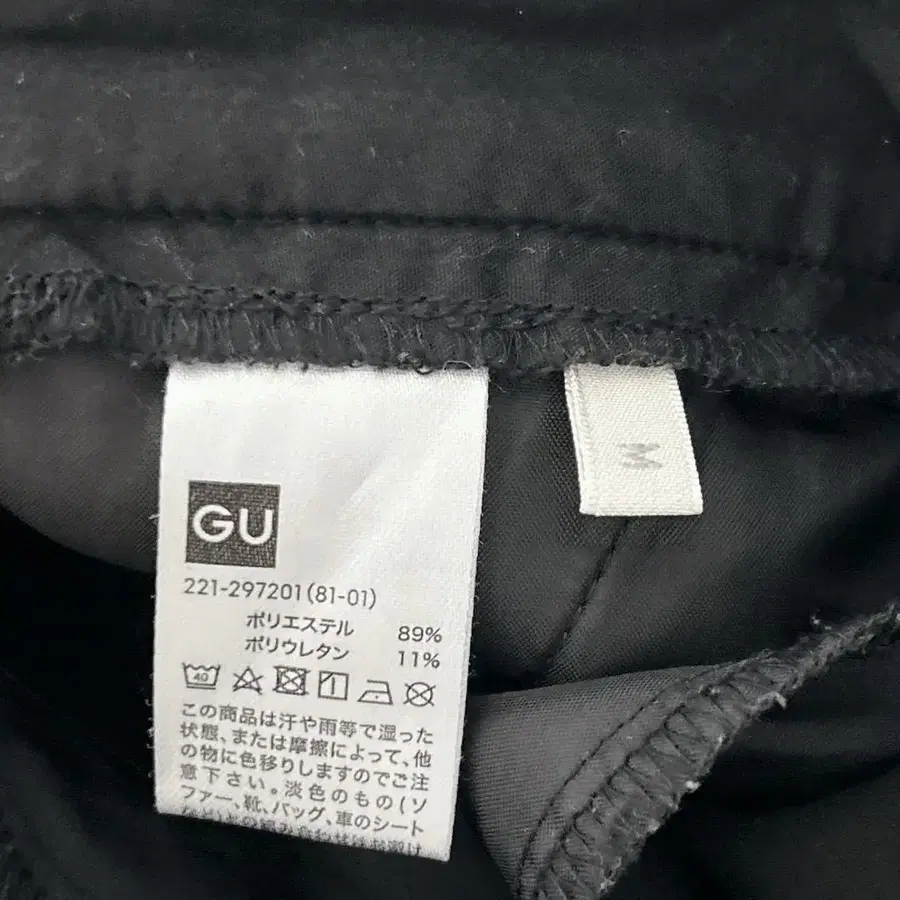 GU
221-297201(81-01)
ポリエステル 89%
ポリウレタン 11%
40
この商品は汗や雨等で湿った
状態、または摩擦によって、他
の物に色移りしますのでご注
意下さい。淡色のもの(ソ
ファー、靴、バッグ、車のシート
M